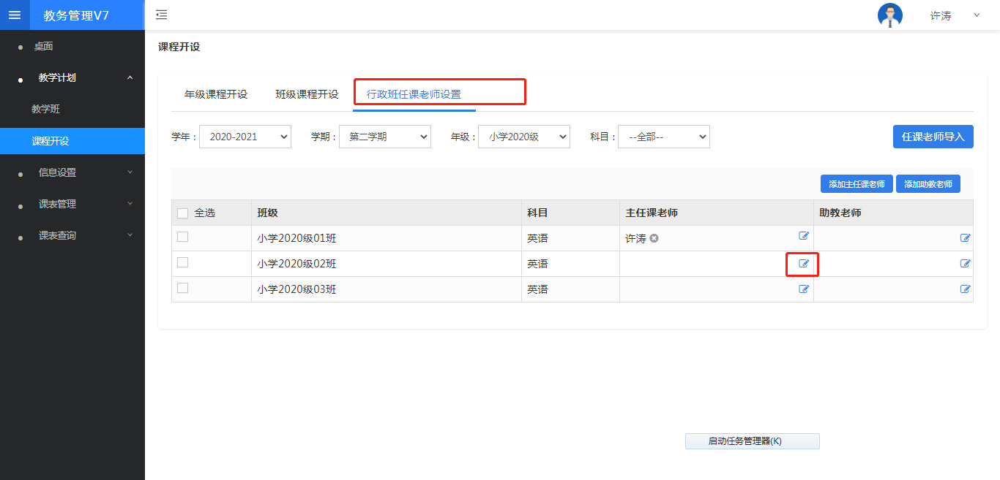 教务管理V7
许涛
桌面
教学计划
教学班
课程开设
信息设置
课表管理
课表查询
课程开设
年级课程开设 班级课程开设 行政班任课老师设置
学年： 2020-2021 学期： 第二学期 年级： 小学2020级 科目： --全部-- 任课老师导入
添加主任课老师 添加助教老师
全选 班级 科目 主任课老师 助教老师
小学2020级01班 英语 许涛
小学2020级02班 英语
小学2020级03班 英语
启动任务管理器(K)